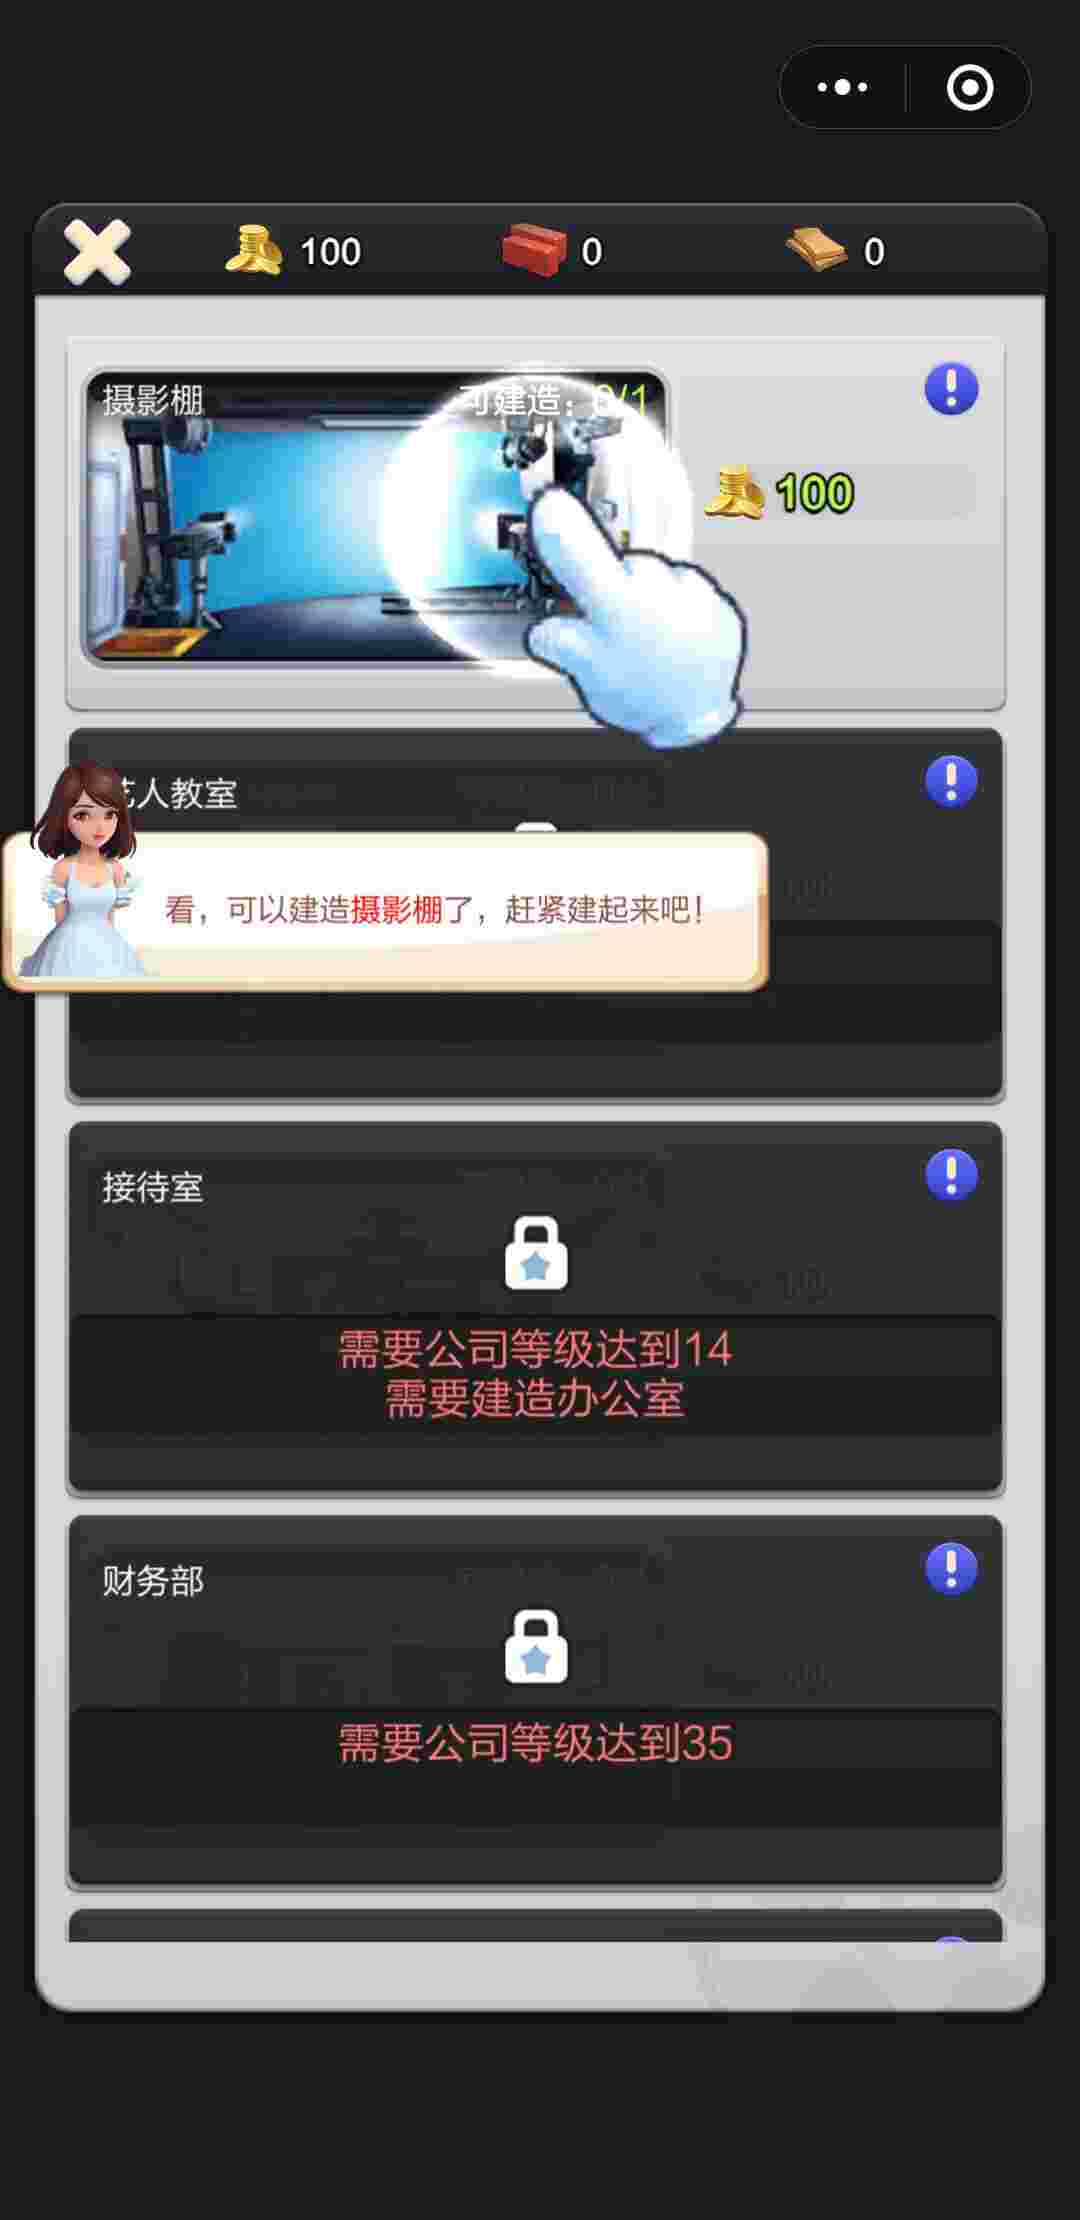 100
0
0
摄影棚
可建造：0/1
100
艺人教室
看，可以建造摄影棚了，赶紧建起来吧！
接待室
需要公司等级达到14
需要建造办公室
财务部
需要公司等级达到35